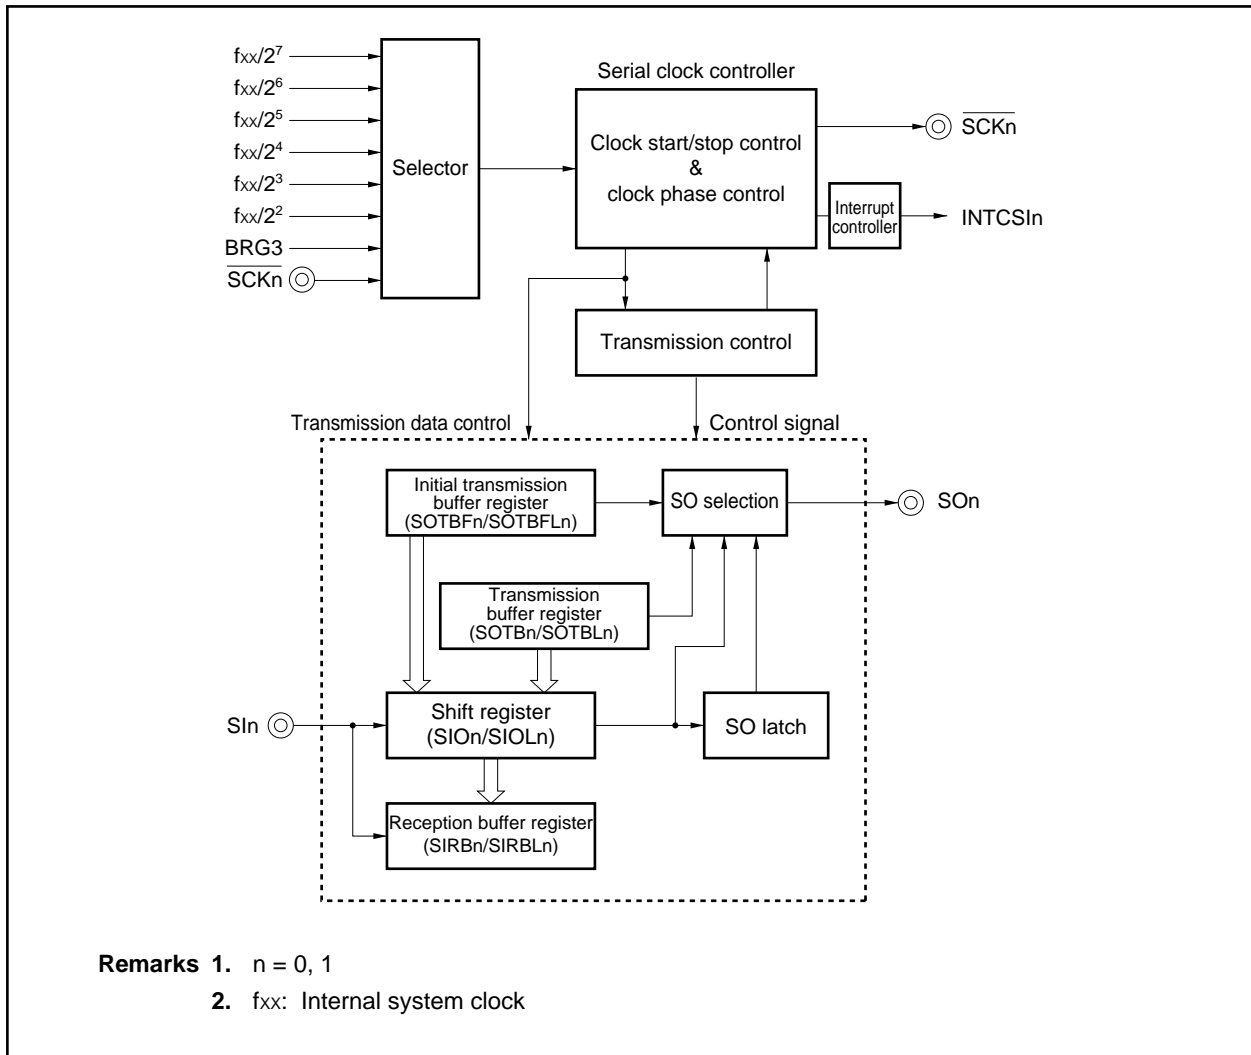 fxx/2⁷
fxx/2⁶
fxx/2⁵
fxx/2⁴
fxx/2³
fxx/2²
BRG3
SCKn
Selector
Serial clock controller
Clock start/stop control
&
clock phase control
SCKn
Interrupt
controller
INTCSIn
Transmission control
Transmission data control
Control signal
Initial transmission
buffer register
(SOTBFn/SOTBFLn)
SO selection
SOn
Transmission
buffer register
(SOTBn/SOTBLn)
SIn
Shift register
(SIOn/SIOLn)
SO latch
Reception buffer register
(SIRBn/SIRBLn)
Remarks 1. n = 0, 1
2. fxx: Internal system clock